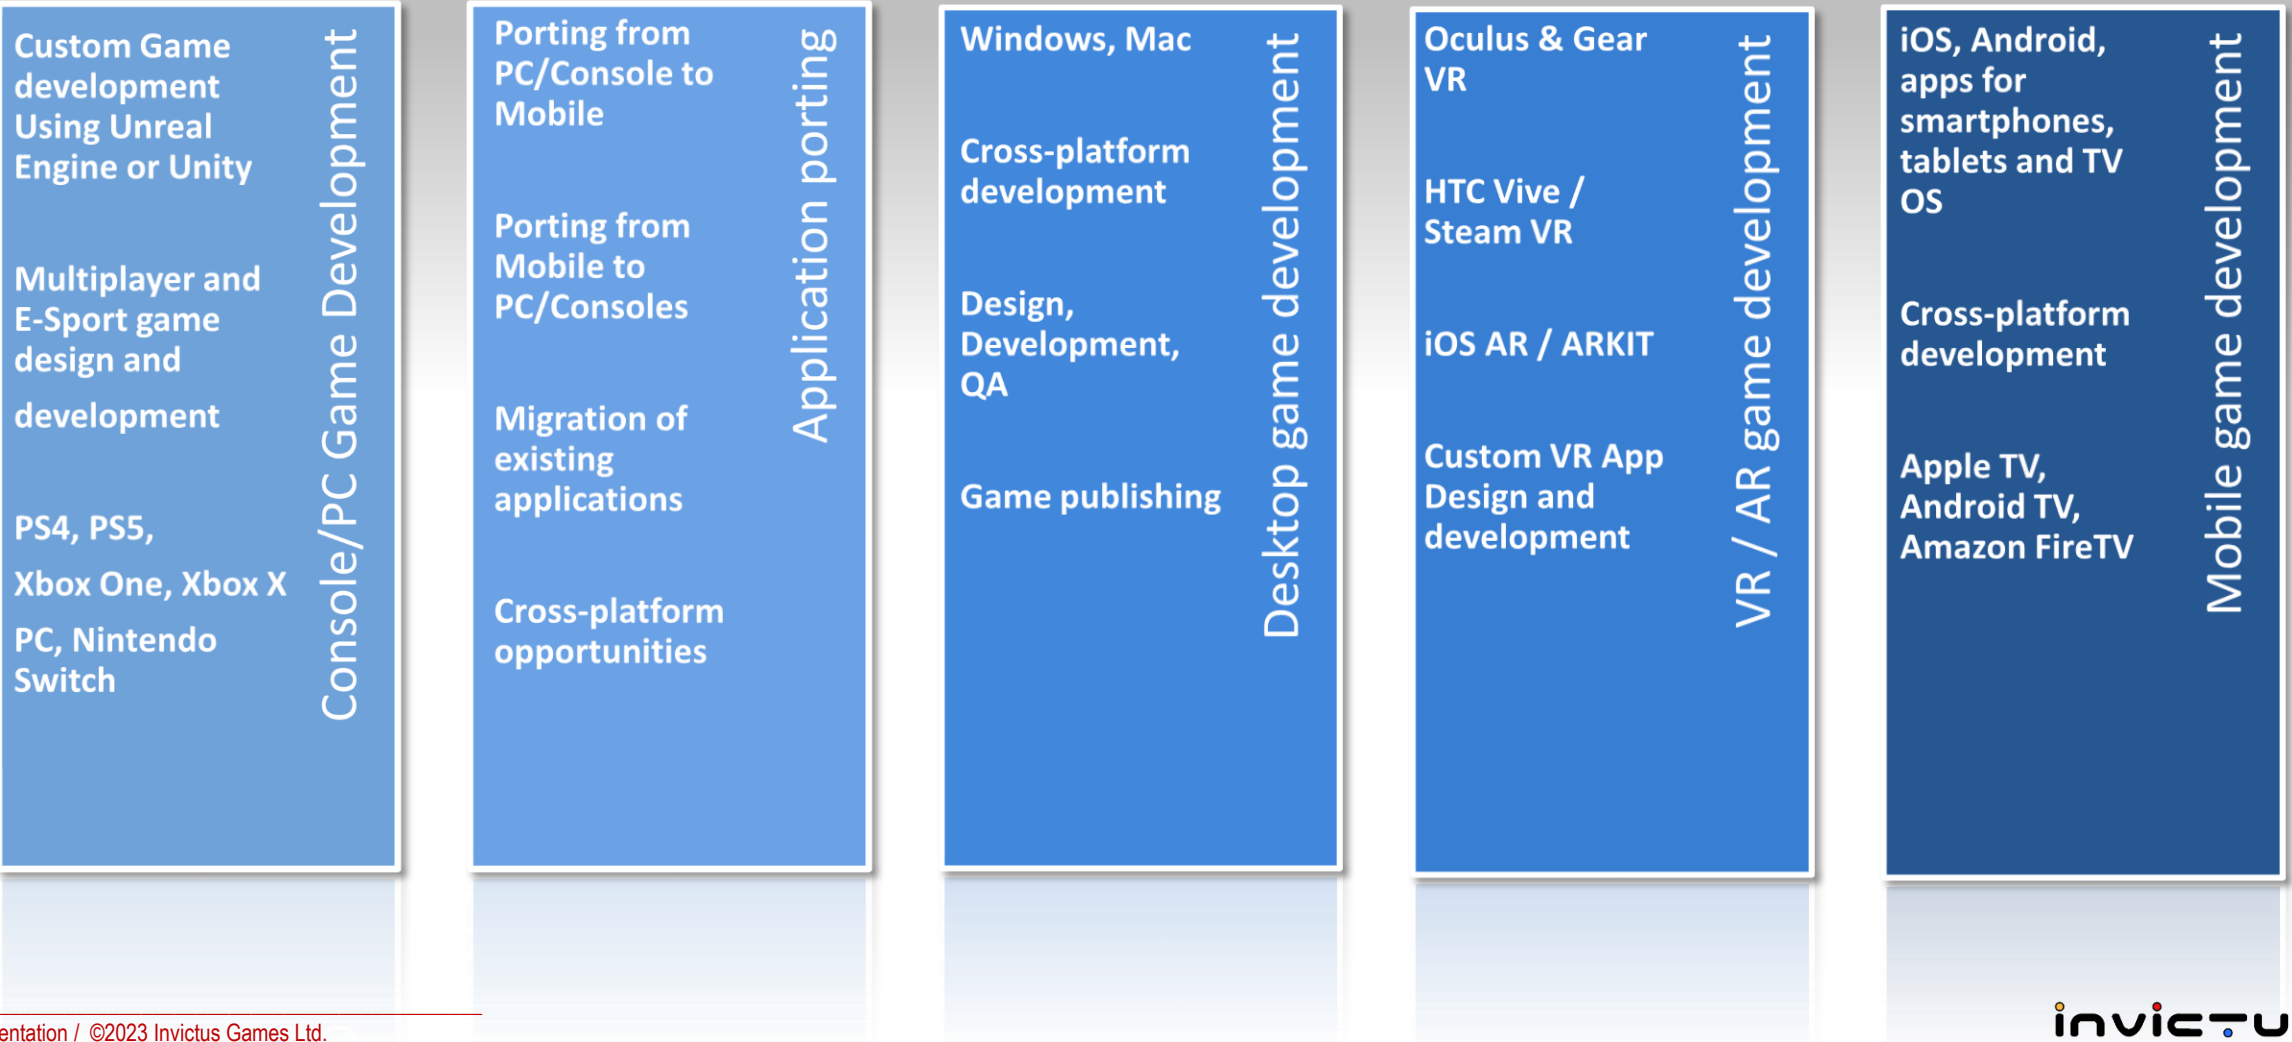 Custom Game
development
Using Unreal
Engine or Unity
Multiplayer and
E-Sport game
design and
development
PS4, PS5,
Xbox One, Xbox X
PC, Nintendo
Switch
Console/PC Game Development
Porting from
PC/Console to
Mobile
Porting from
Mobile to
PC/Consoles
Migration of
existing
applications
Cross-platform
opportunities
Application porting
Windows, Mac
Cross-platform
development
Design,
Development,
QA
Game publishing
Desktop game development
Oculus & Gear
VR
HTC Vive /
Steam VR
iOS AR / ARKIT
Custom VR App
Design and
development
VR / AR game development
iOS, Android,
apps for
smartphones,
tablets and TV
OS
Cross-platform
development
Apple TV,
Android TV,
Amazon FireTV
Mobile game development
entation / ©2023 Invictus Games Ltd.
invictu